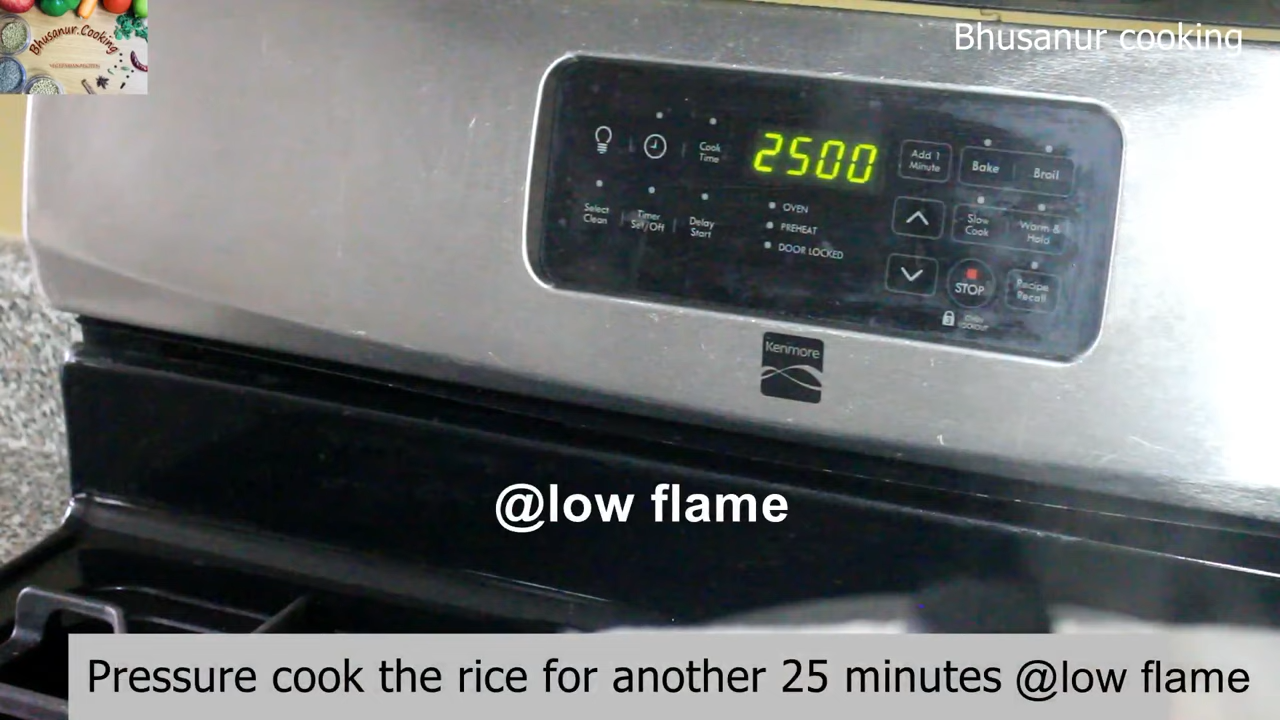 Bhusanur.Cooking
Bhusanur cooking
Cook
Time
2500
Add 1
Minute
Bake
Broil
Select
Clean
Timer
Set/Off
Delay
Start
OVEN
PREHEAT
DOOR LOCKED
Slow
Cook
Warm &
Hold
STOP
Recipe
Recall
OVEN
LOCKOUT
Kenmore
@low flame
Pressure cook the rice for another 25 minutes @low flame